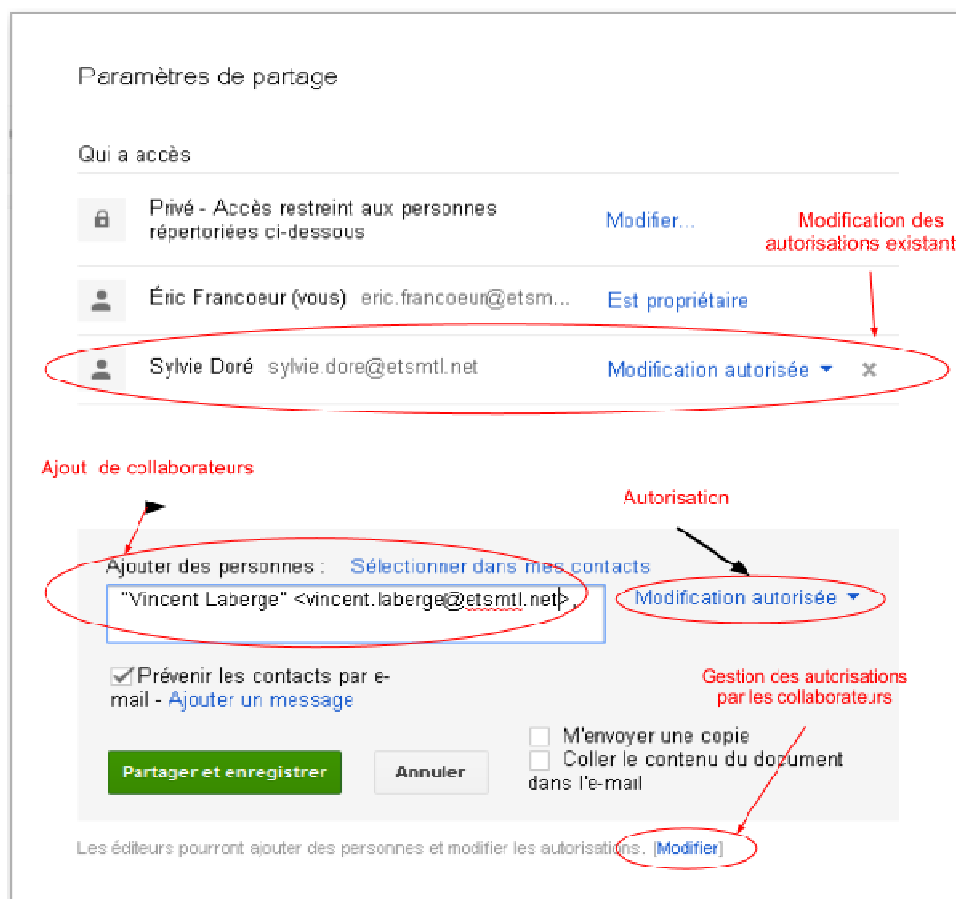 Paramètres de partage
Qui a accès
Privé - Accès restreint aux personnes
répertoriées ci-dessous
Modifier...
Modification des
autorisations existant
Éric Francoeur (vous) eric.francoeur@etsm...
Est propriétaire
Sylvie Doré sylvie.dore@etsmtl.net
Modification autorisée
Ajout de collaborateurs
Autorisation
Ajouter des personnes : Sélectionner dans mes contacts
"Vincent Laberge" <vincent.laberge@etsmtl.net>,
Modification autorisée
Prévenir les contacts par e-
mail - Ajouter un message
Gestion des autorisations
par les collaborateurs
M'envoyer une copie
Coller le contenu du document
dans l'e-mail
Partager et enregistrer
Annuler
Les éditeurs pourront ajouter des personnes et modifier les autorisations. [Modifier]